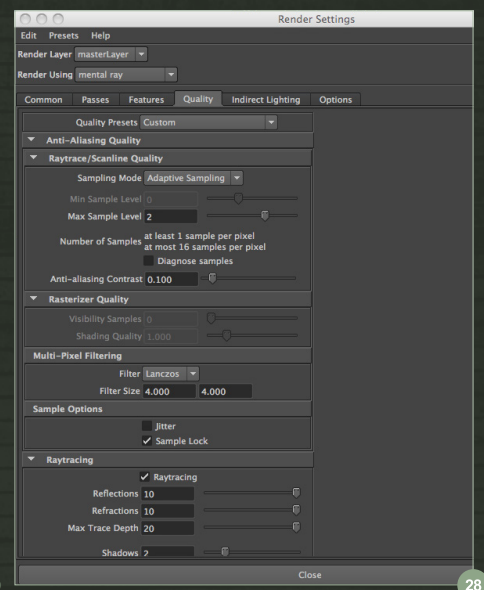 Render Settings
Edit Presets Help
Render Layer masterLayer
Render Using mental ray
Common Passes Features Quality Indirect Lighting Options
Quality Presets Custom
Anti-Aliasing Quality
Raytrace/Scanline Quality
Sampling Mode Adaptive Sampling
Min Sample Level 0
Max Sample Level 2
Number of Samples at least 1 sample per pixel
at most 16 samples per pixel
Diagnose samples
Anti-aliasing Contrast 0.100
Rasterizer Quality
Visibility Samples 0
Shading Quality 1.000
Multi-Pixel Filtering
Filter Lanczos
Filter Size 4.000 4.000
Sample Options
Jitter
Sample Lock
Raytracing
Raytracing
Reflections 10
Refractions 10
Max Trace Depth 20
Shadows 2
Close
28